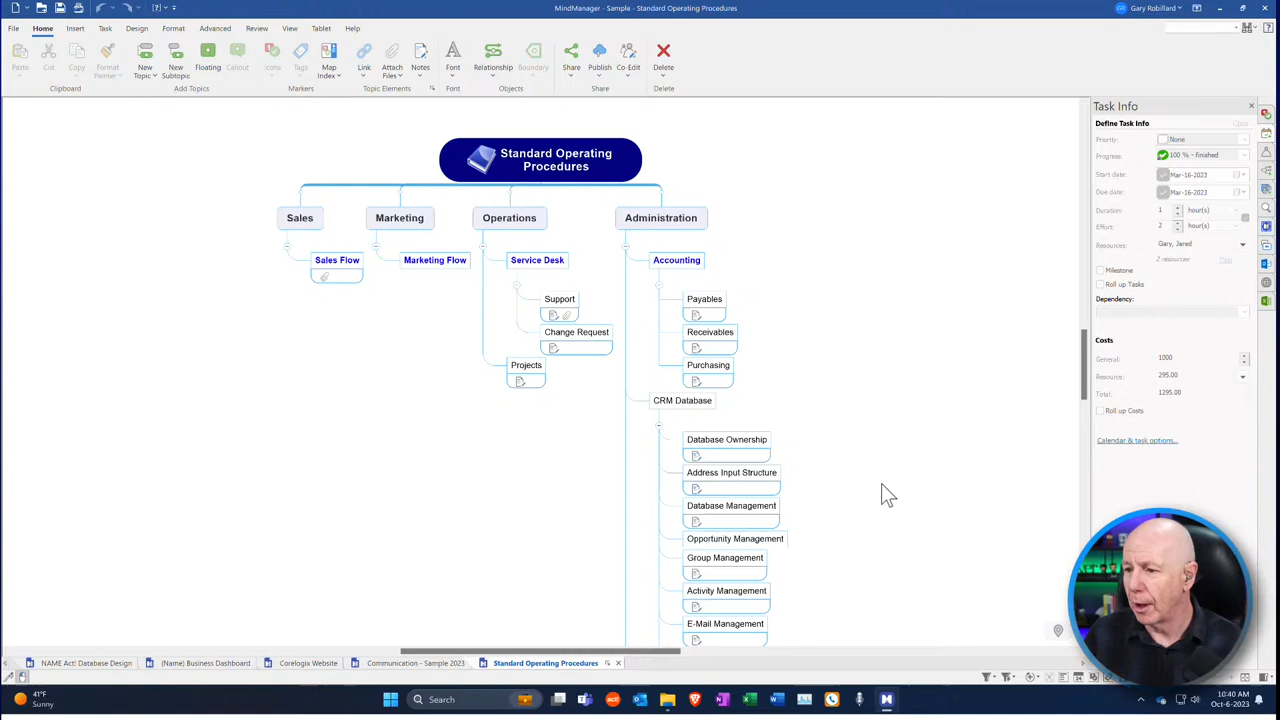 MindManager - Sample - Standard Operating Procedures
Gary Robillard
File Home Insert Task Design Format Advanced Review View Tablet Help
Paste Cut Copy Format Painter New Topic New Subtopic Floating Callout Icons Tags Map Index Link Attach Files Notes Font Relationship Boundary Share Publish Co-Edit Delete
Clipboard Add Topics Markers Topic Elements Font Objects Share Delete
Task Info
Define Task Info
Priority: None
Progress: 100 % - finished
Start date: Mar-16-2023
Due date: Mar-16-2023
Duration: 1 hour(s)
Effort: 2 hour(s)
Resources: Gary, Jared
2 resources
Milestone
Roll up Tasks
Dependency:
Costs
General: 1000
Resource: 295.00
Total: 1295.00
Roll up Costs
Calendar & task options...
Standard Operating
Procedures
Sales Marketing Operations Administration
Sales Flow Marketing Flow Service Desk Accounting
Support Payables
Change Request Receivables
Projects Purchasing
CRM Database
Database Ownership
Address Input Structure
Database Management
Opportunity Management
Group Management
Activity Management
E-Mail Management
NAME Act! Database Design (Name) Business Dashboard Corelogix Website Communication - Sample 2023 Standard Operating Procedures
41°F
Sunny
Search
10:40 AM
Oct-6-2023